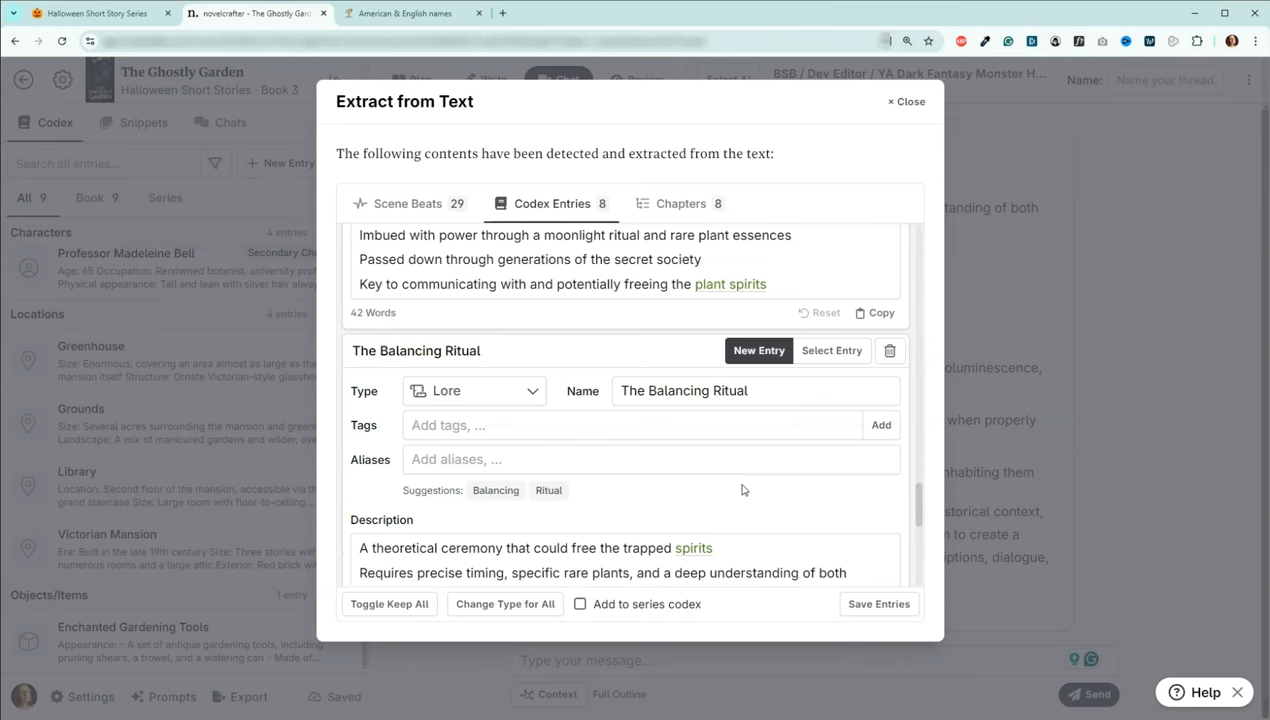 Halloween Short Story Series
n. novelcrafter - The Ghostly Gard
American & English names
The Ghostly Garden
Halloween Short Stories · Book 3
Plan
Write
Chat
Review
Select AI
BSB / Dev Editor / YA Dark Fantasy Monster H...
Name:
Name your thread
Codex
Snippets
Chats
Search all entries...
New Entry
All 9
Book 9
Series
Characters
4 entries
Professor Madeleine Bell
Secondary Cha
Age: 65 Occupation: Renowned botanist, university prof
Physical appearance: Tall and lean with silver hair alway
Locations
4 entries
Greenhouse
Size: Enormous, covering an area almost as large as the
mansion itself Structure: Ornate Victorian-style glassho
Grounds
Size: Several acres surrounding the mansion and greenh
Landscape: A mix of manicured gardens and wilder, ove
Library
Location: Second floor of the mansion, accessible via th
grand staircase Size: Large room with floor-to-ceiling...
Victorian Mansion
Era: Built in the late 19th century Size: Three stories wit
numerous rooms and a large attic Exterior: Red brick wi
Objects/Items
1 entry
Enchanted Gardening Tools
Appearance: - A set of antique gardening tools, including
pruning shears, a trowel, and a watering can - Made of...
Settings
Prompts
Export
Saved
Extract from Text
× Close
The following contents have been detected and extracted from the text:
Scene Beats 29
Codex Entries 8
Chapters 8
Imbued with power through a moonlight ritual and rare plant essences
Passed down through generations of the secret society
Key to communicating with and potentially freeing the plant spirits
42 Words
Reset
Copy
The Balancing Ritual
New Entry
Select Entry
Type
Lore
Name
The Balancing Ritual
Tags
Add tags, ...
Add
Aliases
Add aliases, ...
Suggestions: Balancing Ritual
Description
A theoretical ceremony that could free the trapped spirits
Requires precise timing, specific rare plants, and a deep understanding of both
Toggle Keep All
Change Type for All
Add to series codex
Save Entries
standing of both
oluminescence,
when properly
nhabiting them
storical context,
n to create a
iptions, dialogue,
Type your message...
Context
Full Outline
Send
Help